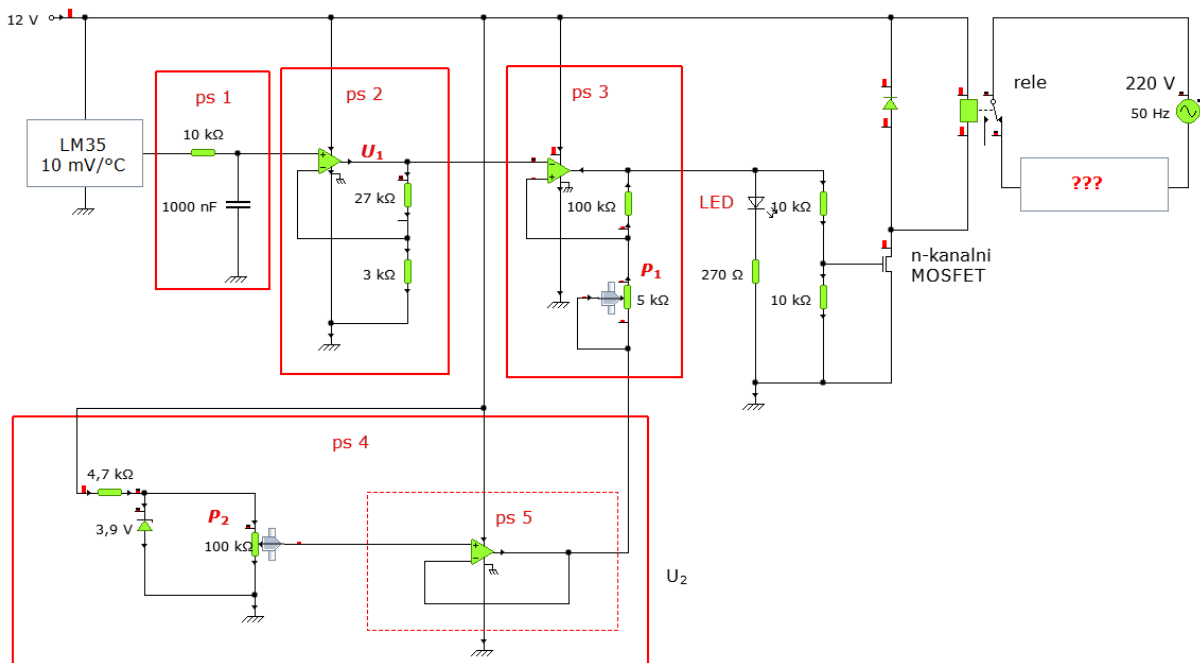 12 V
ps 1
ps 2
ps 3
rele
220 V
50 Hz
LM35
10 mV/°C
10 kΩ
U₁
1000 nF
27 kΩ
3 kΩ
100 kΩ
P₁
5 kΩ
LED
270 Ω
10 kΩ
10 kΩ
n-kanalni
MOSFET
???
ps 4
4,7 kΩ
3,9 V
P₂
100 kΩ
ps 5
U₂